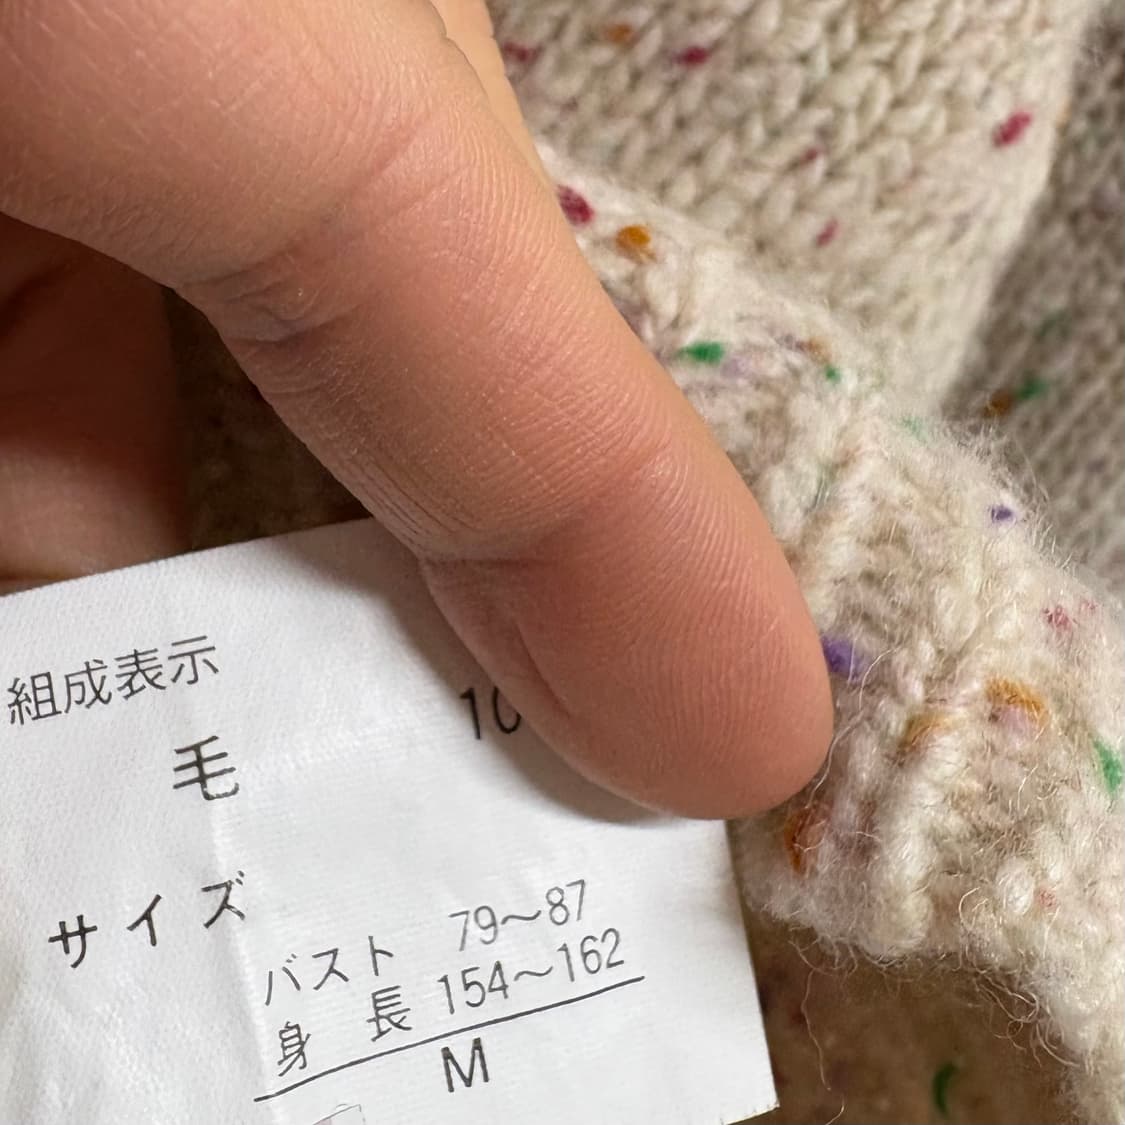 組成表示
毛 10
サイズ
バスト 79～87
身 長 154～162
M